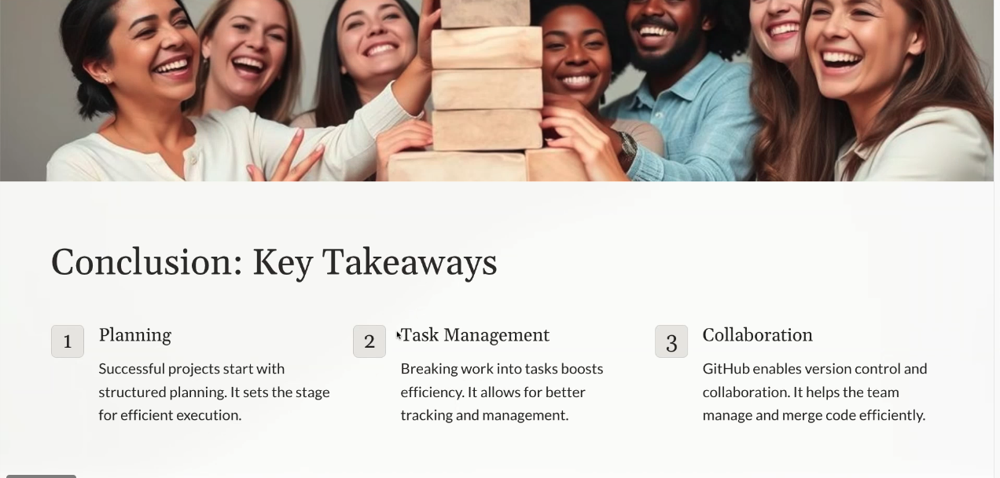 Conclusion: Key Takeaways
1
Planning
Successful projects start with
structured planning. It sets the stage
for efficient execution.
2
Task Management
Breaking work into tasks boosts
efficiency. It allows for better
tracking and management.
3
Collaboration
GitHub enables version control and
collaboration. It helps the team
manage and merge code efficiently.